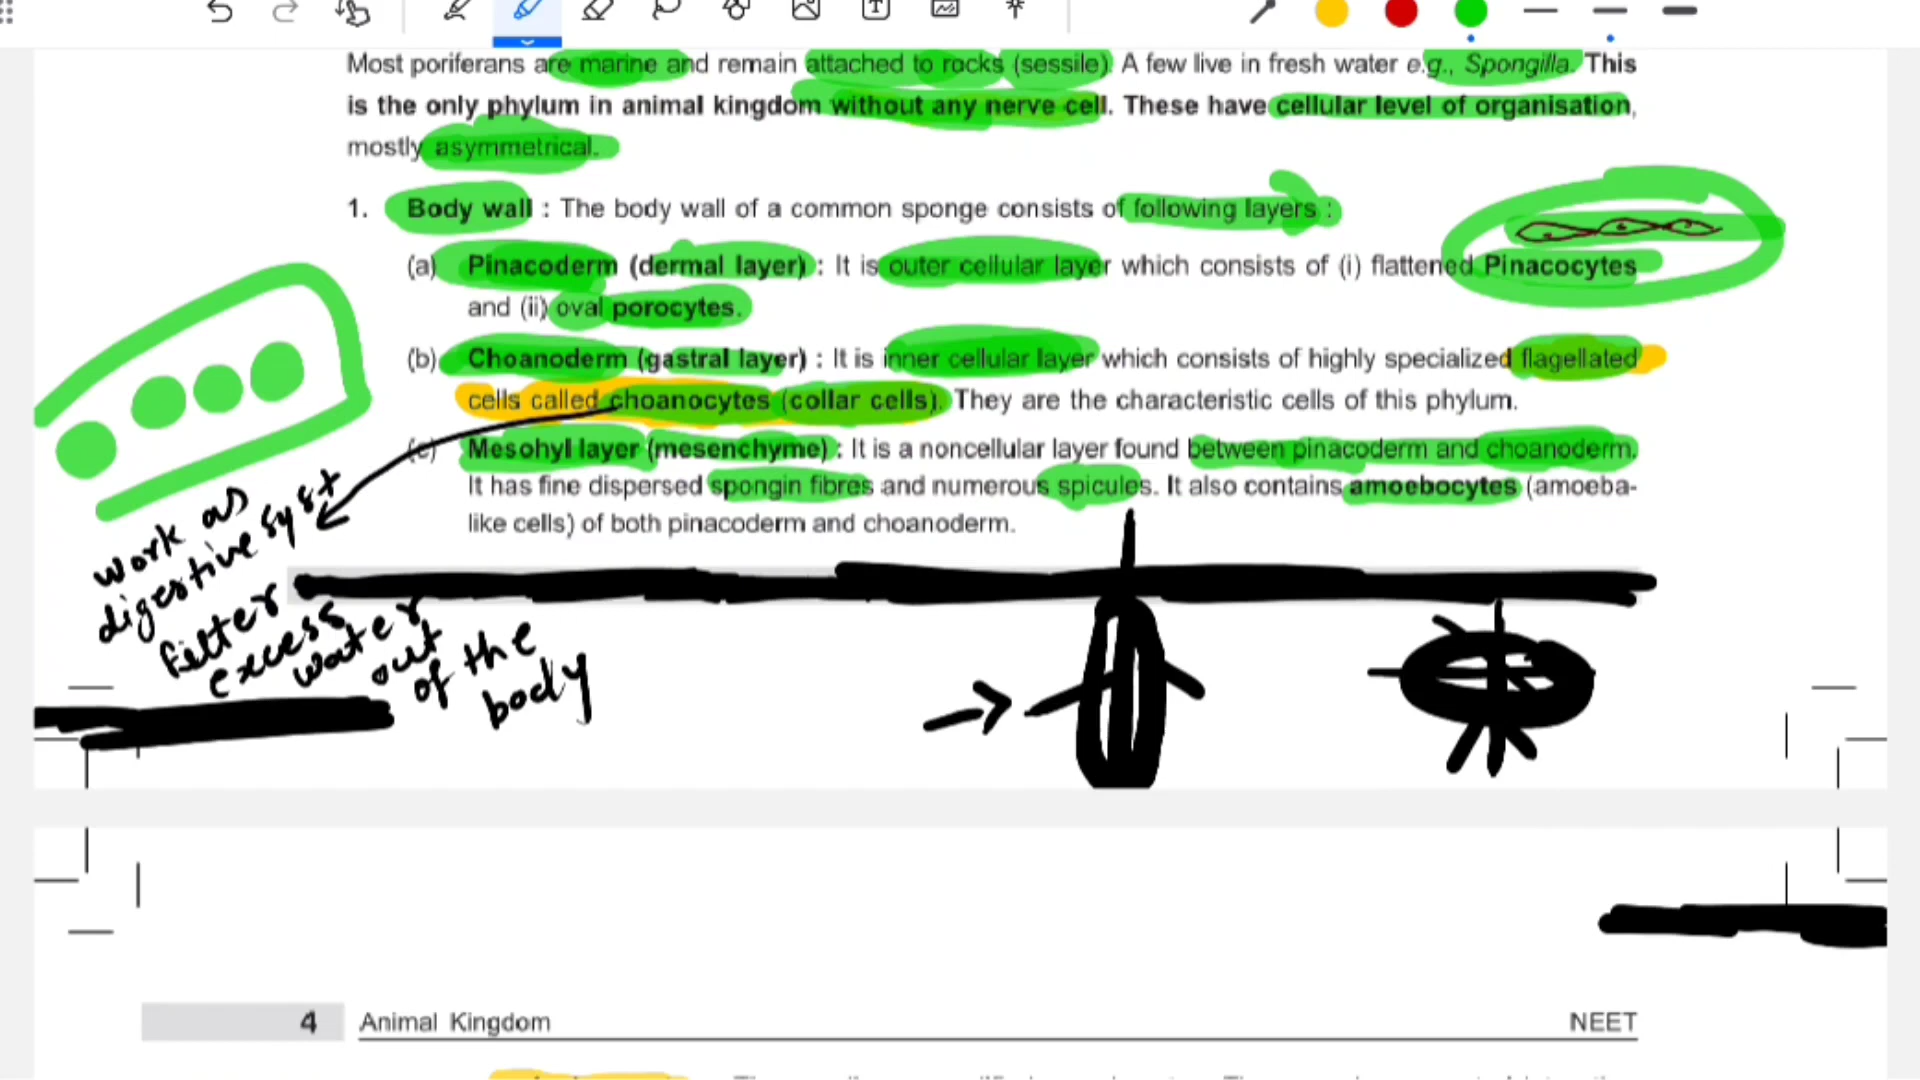 Most poriferans are marine and remain attached to rocks (sessile). A few live in fresh water e.g., Spongilla. This
is the only phylum in animal kingdom without any nerve cell. These have cellular level of organisation,
mostly asymmetrical.
1. Body wall : The body wall of a common sponge consists of following layers :
(a) Pinacoderm (dermal layer) : It is outer cellular layer which consists of (i) flattened Pinacocytes
and (ii) oval porocytes.
(b) Choanoderm (gastral layer) : It is inner cellular layer which consists of highly specialized flagellated
cells called choanocytes (collar cells). They are the characteristic cells of this phylum.
(c) Mesohyl layer (mesenchyme) : It is a noncellular layer found between pinacoderm and choanoderm.
It has fine dispersed spongin fibres and numerous spicules. It also contains amoebocytes (amoeba-
like cells) of both pinacoderm and choanoderm.
work as
digestive syst
filter
excess
water
out
of the
body
4 Animal Kingdom NEET